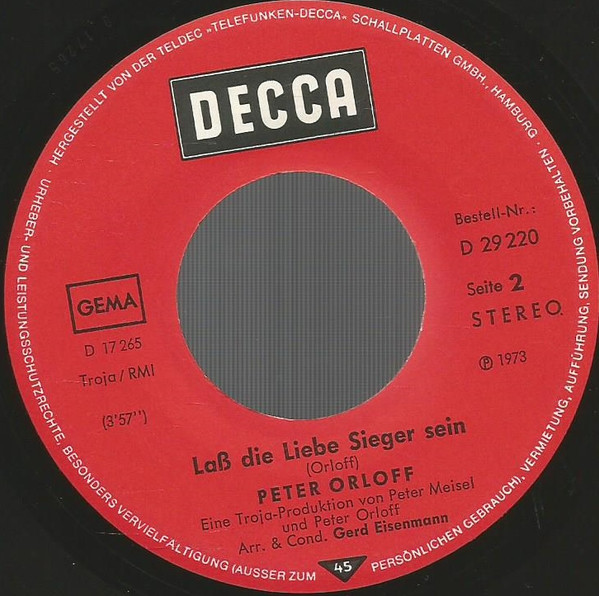 HERGESTELLT VON DER TELDEC »TELEFUNKEN-DECCA« SCHALLPLATTEN GMBH., HAMBURG · URHEBER- UND LEISTUNGSSCHUTZRECHTE, BESONDERS VERVIELFÄLTIGUNG (AUSSER ZUM PERSÖNLICHEN GEBRAUCH), VERMIETUNG, AUFFÜHRUNG, SENDUNG VORBEHALTEN ·
DECCA
Bestell-Nr.:
D 29 220
Seite 2
STEREO
℗ 1973
GEMA
D 17 265
Troja/RMI
(3'57'')
Laß die Liebe Sieger sein
(Orloff)
PETER ORLOFF
Eine Troja-Produktion von Peter Meisel
und Peter Orloff
Arr. & Cond. Gerd Eisenmann
45